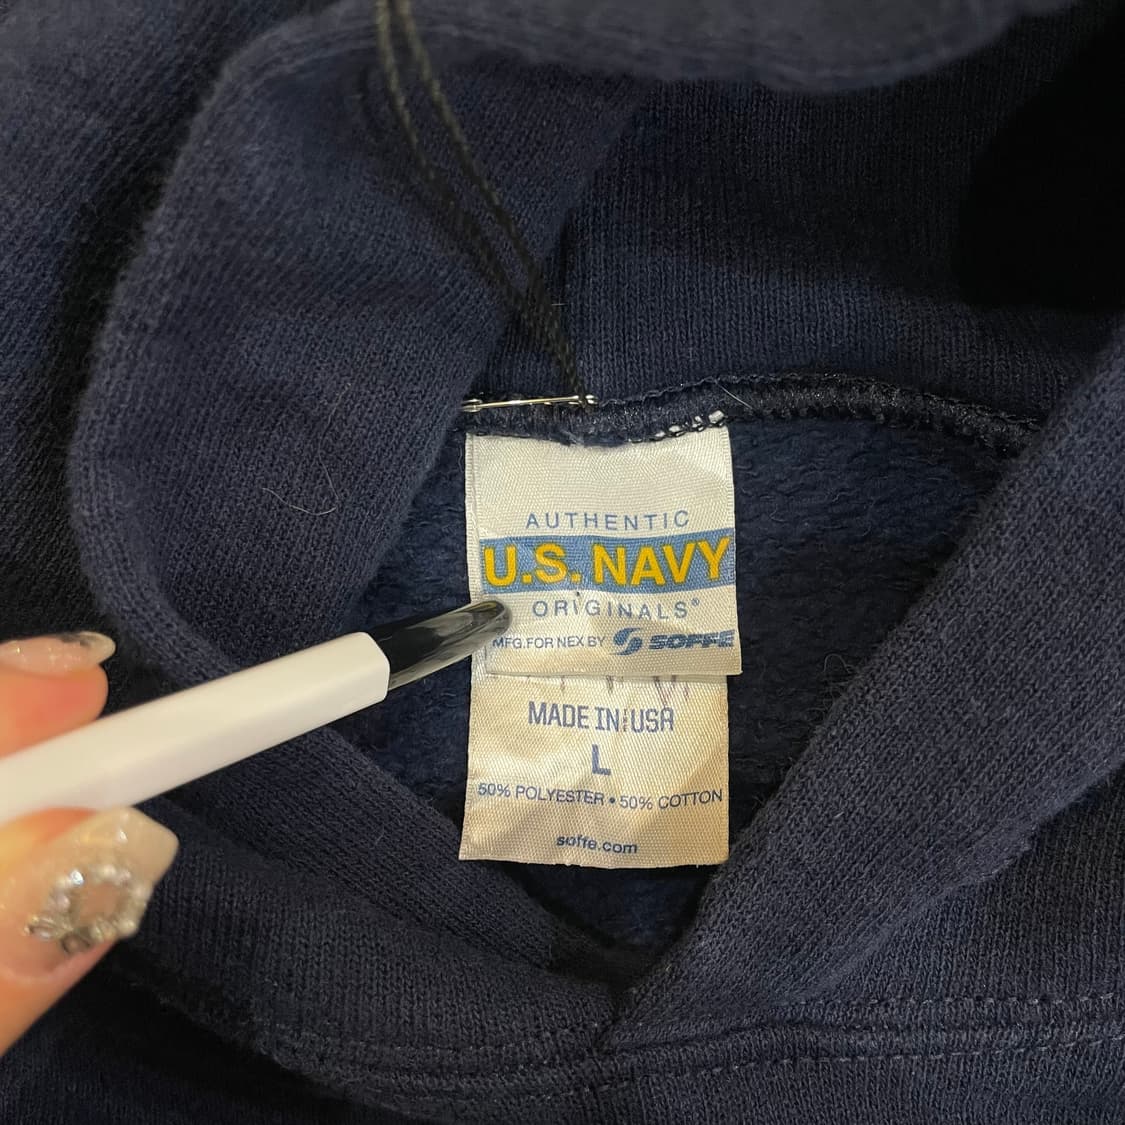 AUTHENTIC
U.S. NAVY
ORIGINALS®
MFG. FOR NEX BY SOFFE
MADE IN USA
L
50% POLYESTER • 50% COTTON
soffe.com